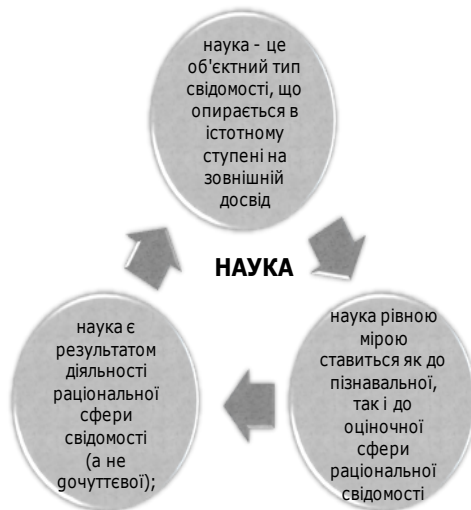 наука - це
об'єктний тип
свідомості, що
опирається в
істотному
ступені на
зовнішній
досвід
НАУКА
наука рівною
мірою
ставиться як до
пізнавальної,
так і до
оціночної
сфери
раціональної
свідомості
наука є
результатом
діяльності
раціональної
сфери
свідомості
(а не
дочуттєвої);